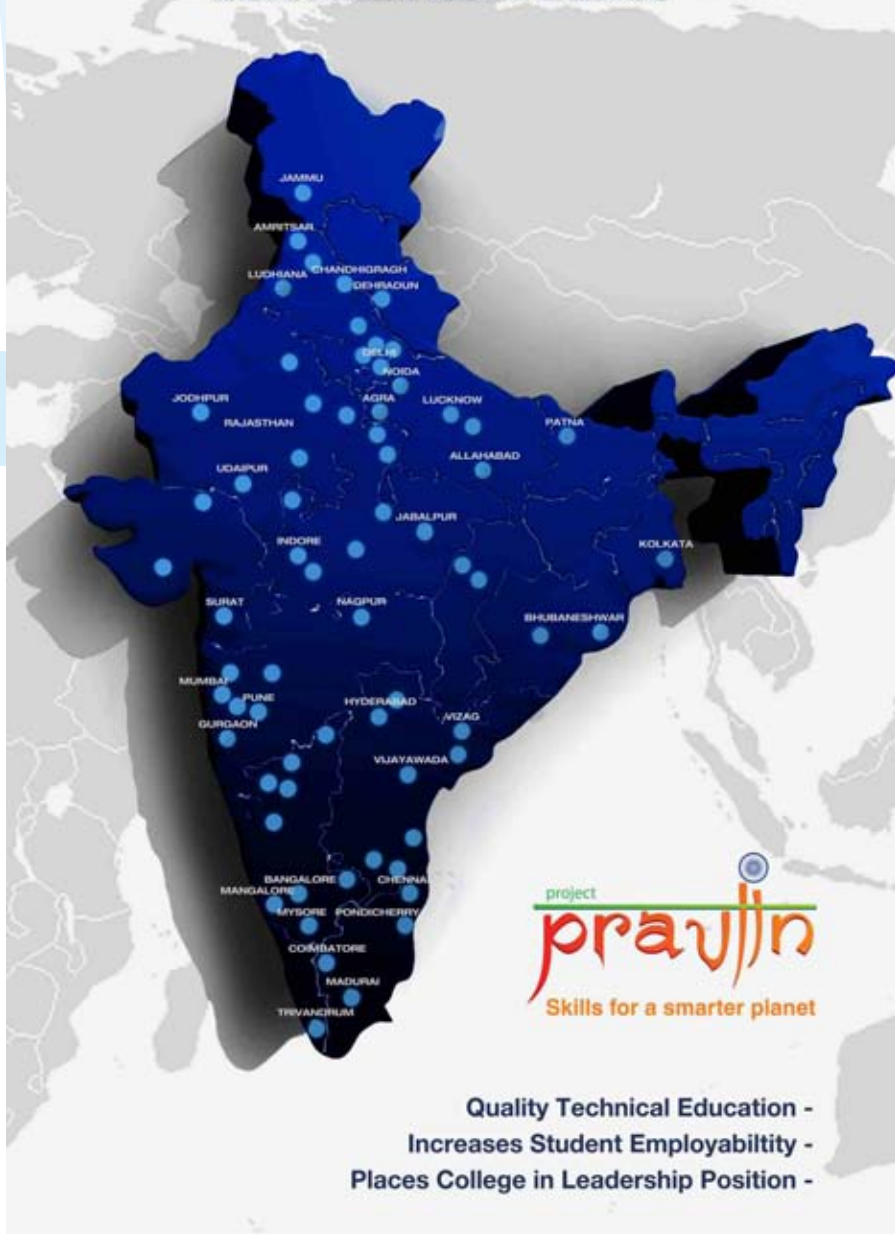 JAMMU
AMRITSAR
CHANDHIGRAGH
LUDHIANA
DEHRADUN
DELHI
NOIDA
JODHPUR
AGRA
LUCKNOW
RAJASTHAN
PATNA
ALLAHABAD
UDAIPUR
JABALPUR
INDORE
KOLKATA
SURAT
NAGPUR
BHUBANESHWAR
MUMBAI
PUNE
HYDERABAD
GURGAON
VIZAG
VIJAYAWADA
BANGALORE
CHENNAI
MANGALORE
MYSORE
PONDICHERRY
COIMBATORE
MADURAI
TRIVANDRUM
project
pravjin
Skills for a smarter planet
Quality Technical Education -
Increases Student Employabiltity -
Places College in Leadership Position -